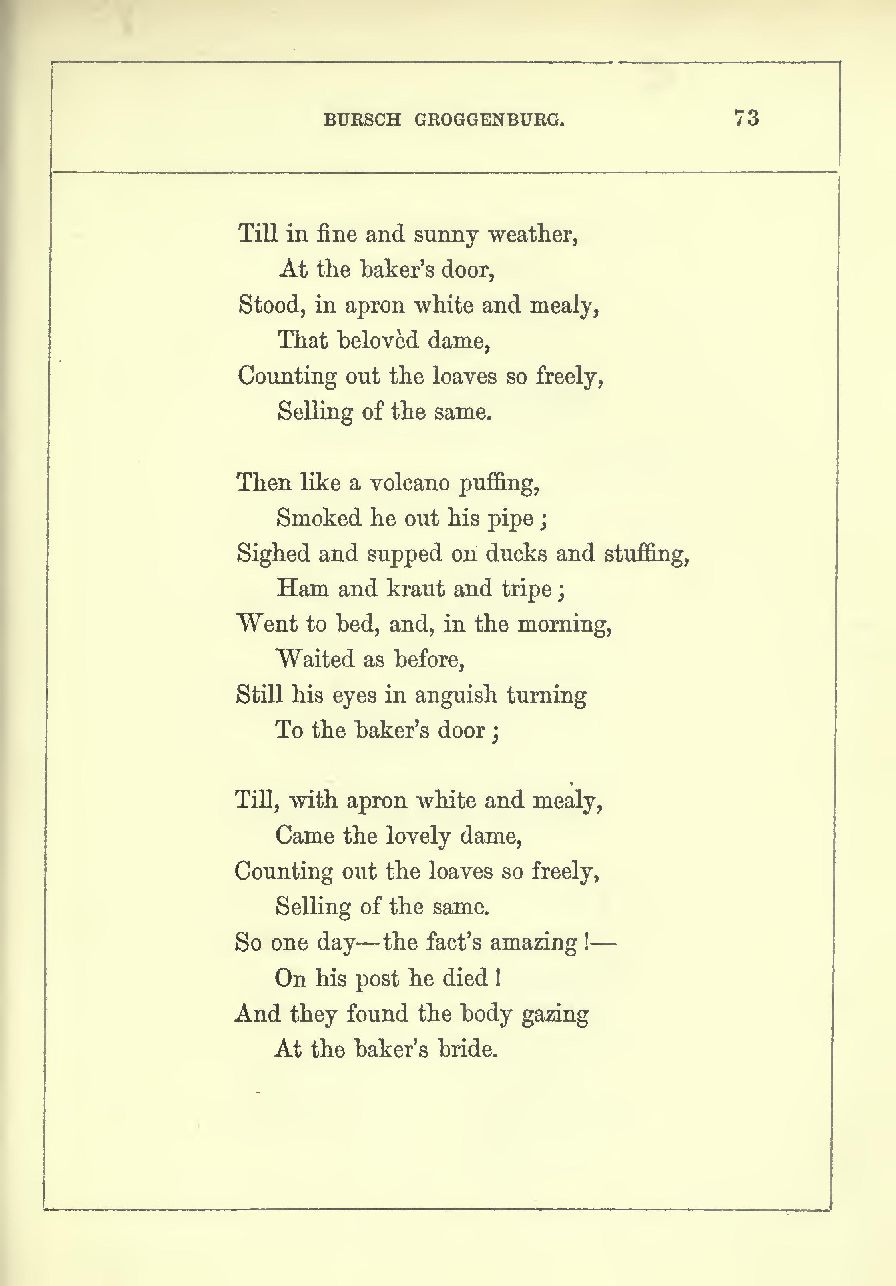 BURSCH GROGGENBURG. 73
Till in fine and sunny weather,
At the baker's door,
Stood, in apron white and mealy,
That belovèd dame,
Counting out the loaves so freely,
Selling of the same.
Then like a volcano puffing,
Smoked he out his pipe;
Sighed and supped on ducks and stuffing,
Ham and kraut and tripe;
Went to bed, and, in the morning,
Waited as before,
Still his eyes in anguish turning
To the baker's door;
Till, with apron white and mealy,
Came the lovely dame,
Counting out the loaves so freely,
Selling of the same.
So one day—the fact's amazing!—
On his post he died!
And they found the body gazing
At the baker's bride.